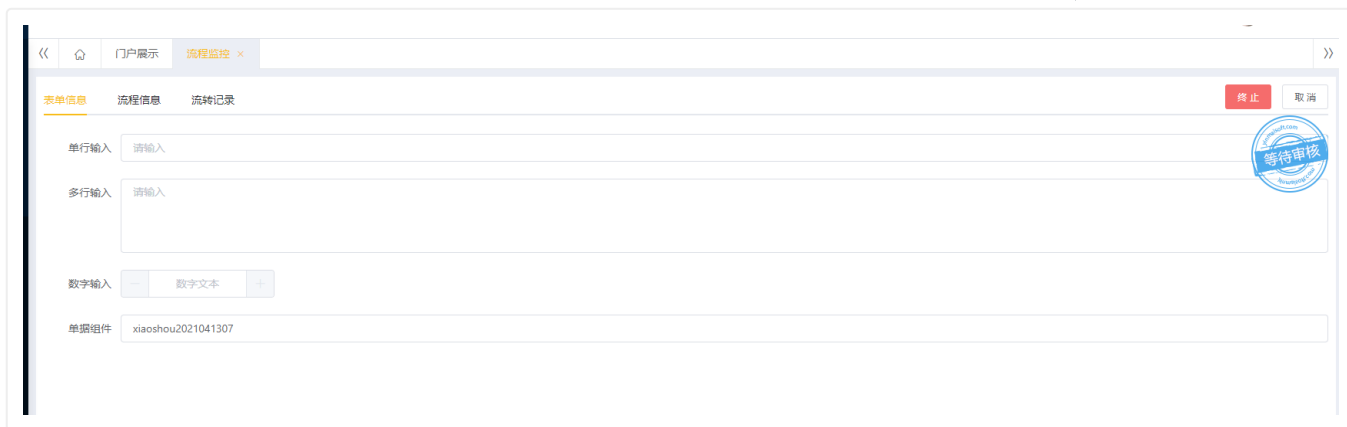 门户展示 流程监控 ×
表单信息 流程信息 流转记录 终止 取消
单行输入 请输入
等待审核
多行输入 请输入
数字输入 − 数字文本 +
单据组件 xiaoshou2021041307